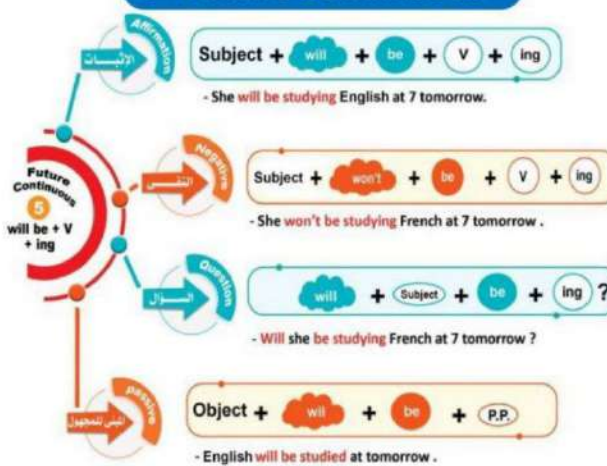 Affirmation
الإثبات
Subject + will + be + V + ing
- She will be studying English at 7 tomorrow.
Negative
النفى
Subject + won't + be + V + ing
- She won't be studying French at 7 tomorrow .
Future
Continuous
5
will be + V
+ ing
Question
السؤال
will + Subject + be + ing ?
- Will she be studying French at 7 tomorrow ?
passive
المبنى للمجهول
Object + will + be + P.P.
- English will be studied at tomorrow .